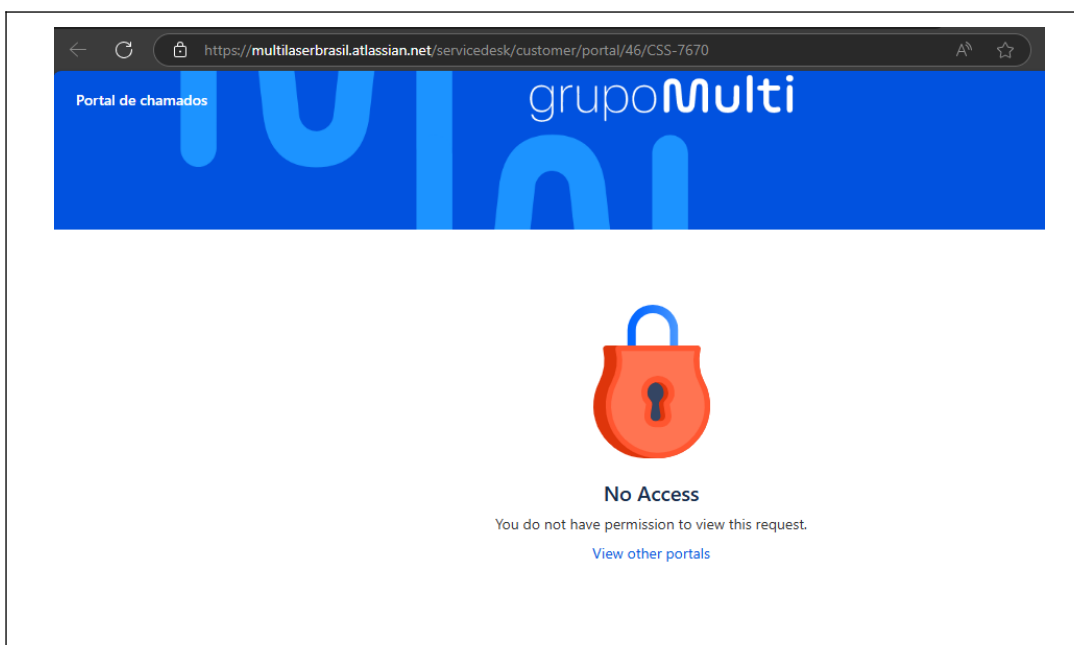 https://multilaserbrasil.atlassian.net/servicedesk/customer/portal/46/CSS-7670
Portal de chamados
grupoMulti
No Access
You do not have permission to view this request.
View other portals